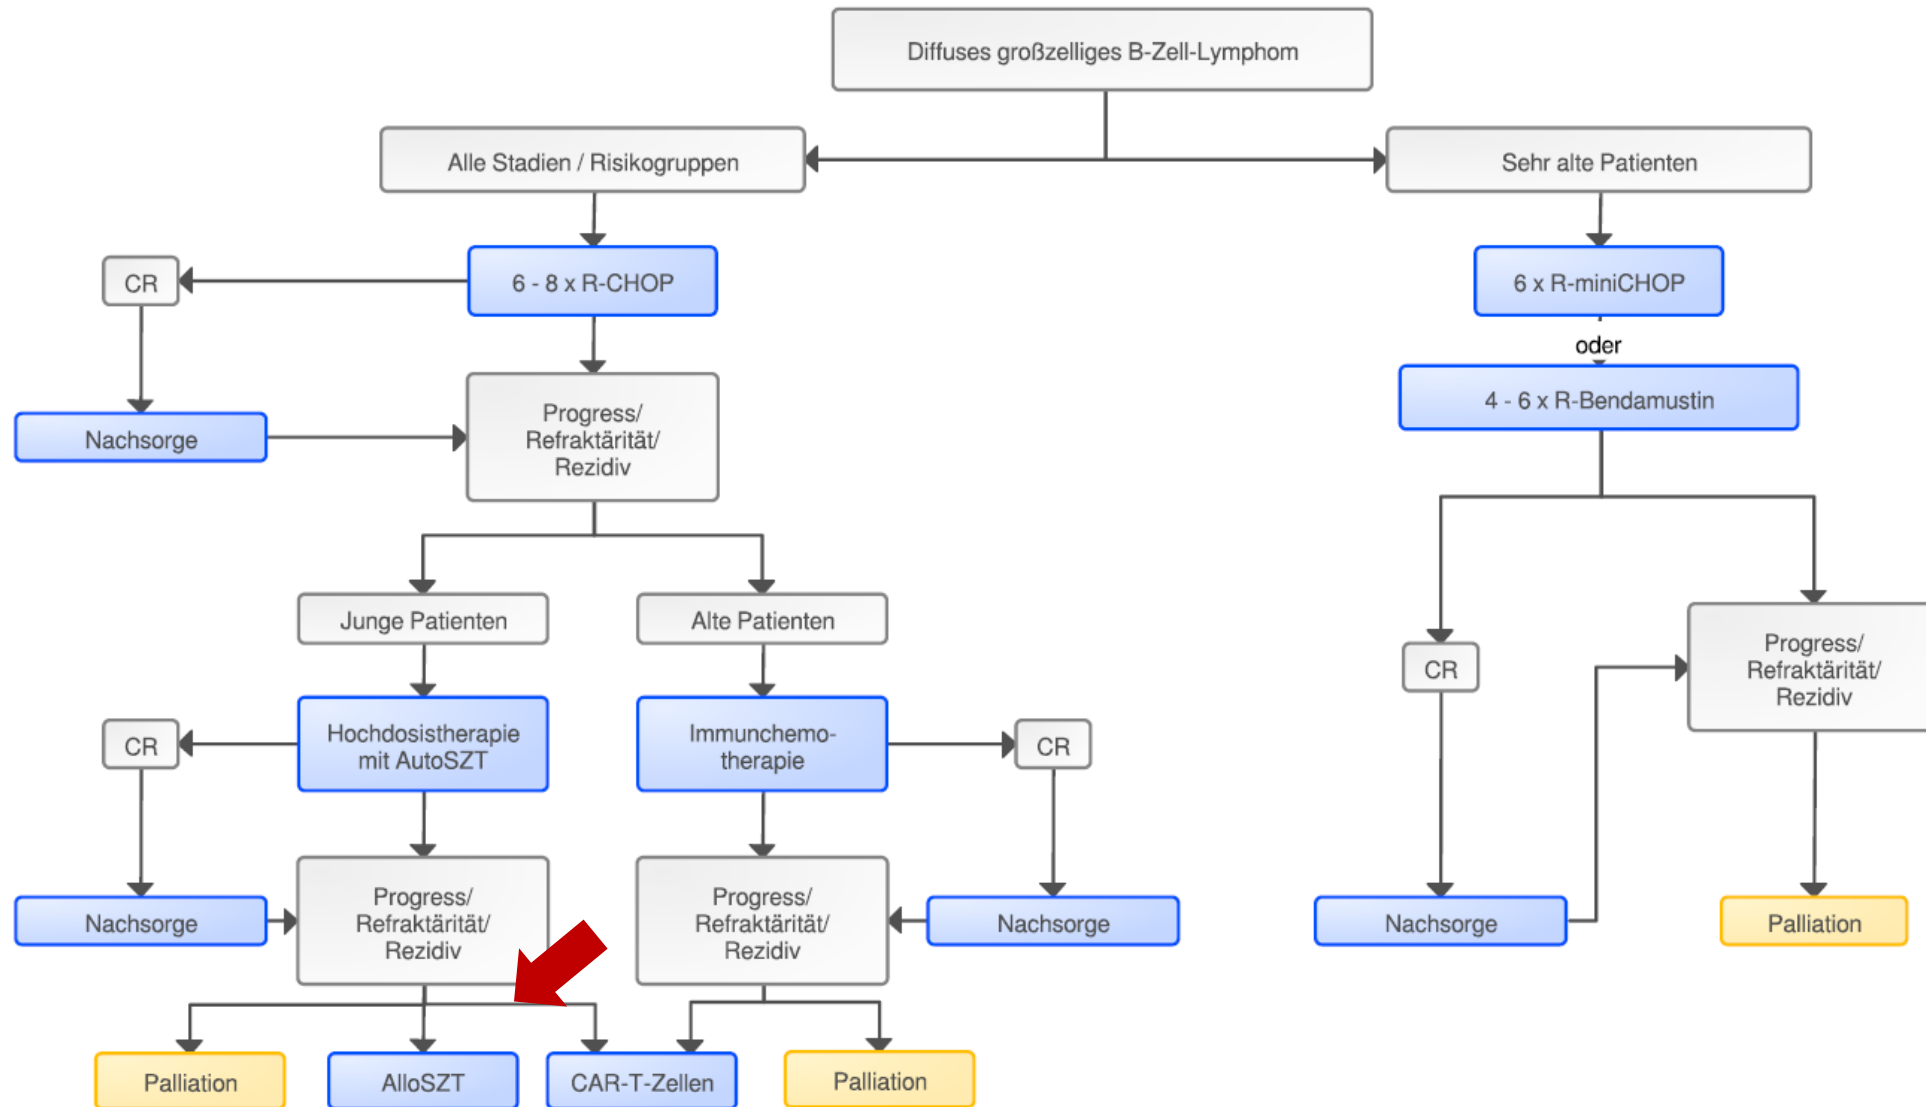 Diffuses großzelliges B-Zell-Lymphom
Alle Stadien / Risikogruppen
Sehr alte Patienten
CR
6 - 8 x R-CHOP
6 x R-miniCHOP
oder
4 - 6 x R-Bendamustin
Nachsorge
Progress/
Refraktärität/
Rezidiv
Junge Patienten
Alte Patienten
CR
Progress/
Refraktärität/
Rezidiv
CR
Hochdosistherapie
mit AutoSZT
Immunchemo-
therapie
CR
Nachsorge
Progress/
Refraktärität/
Rezidiv
Progress/
Refraktärität/
Rezidiv
Nachsorge
Nachsorge
Palliation
Palliation
AlloSZT
CAR-T-Zellen
Palliation